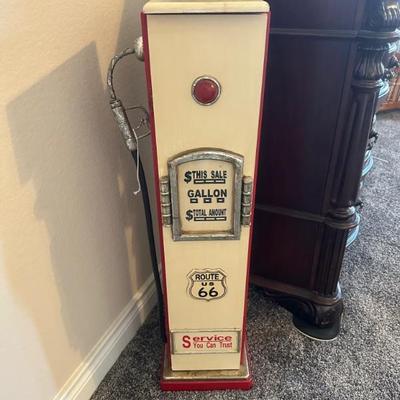 $THIS SALE
GALLON
$TOTAL AMOUNT
ROUTE
US
66
Service
You Can Trust